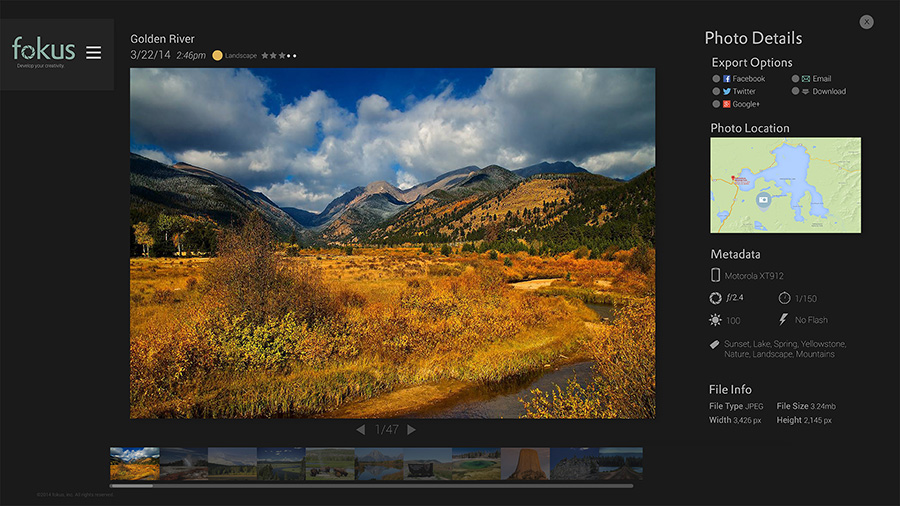 fokus
Develop your creativity.
Golden River
3/22/14 2:46pm Landscape
1/47
©2014 fokus, inc. All rights reserved.
X
Photo Details
Export Options
Facebook
Email
Twitter
Download
Google+
Photo Location
Metadata
Motorola XT912
f/2.4
1/150
100
No Flash
Sunset, Lake, Spring, Yellowstone,
Nature, Landscape, Mountains
File Info
File Type JPEG File Size 3.24mb
Width 3,426 px Height 2,145 px